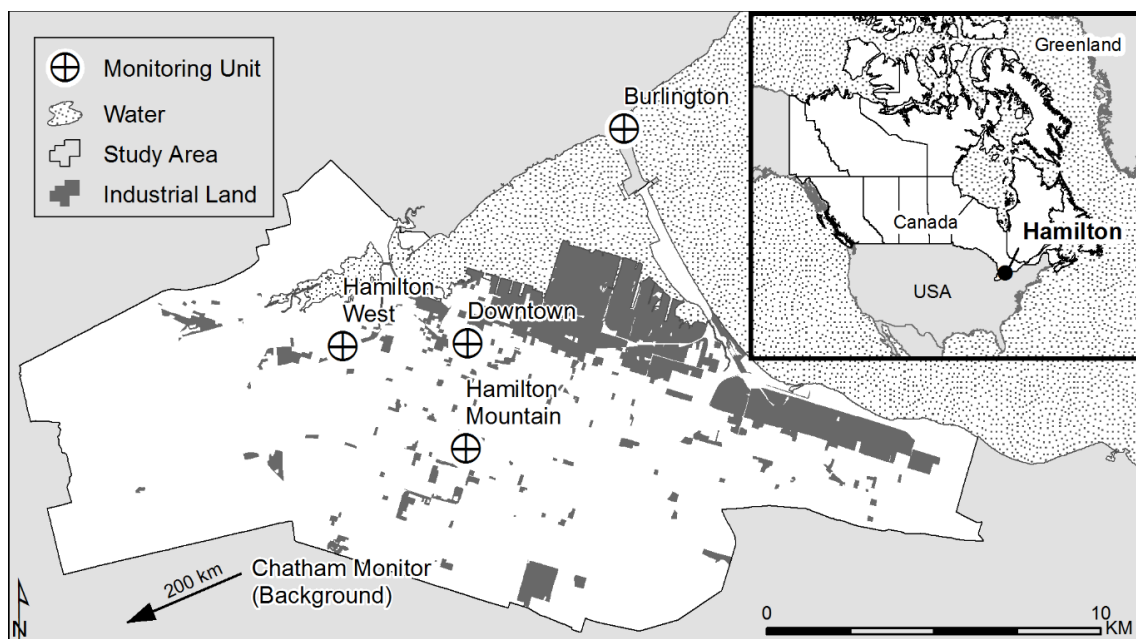 Monitoring Unit
Water
Study Area
Industrial Land
Burlington
Greenland
Canada
Hamilton
USA
Hamilton
West
Downtown
Hamilton
Mountain
200 km
Chatham Monitor
(Background)
N
0
10
KM